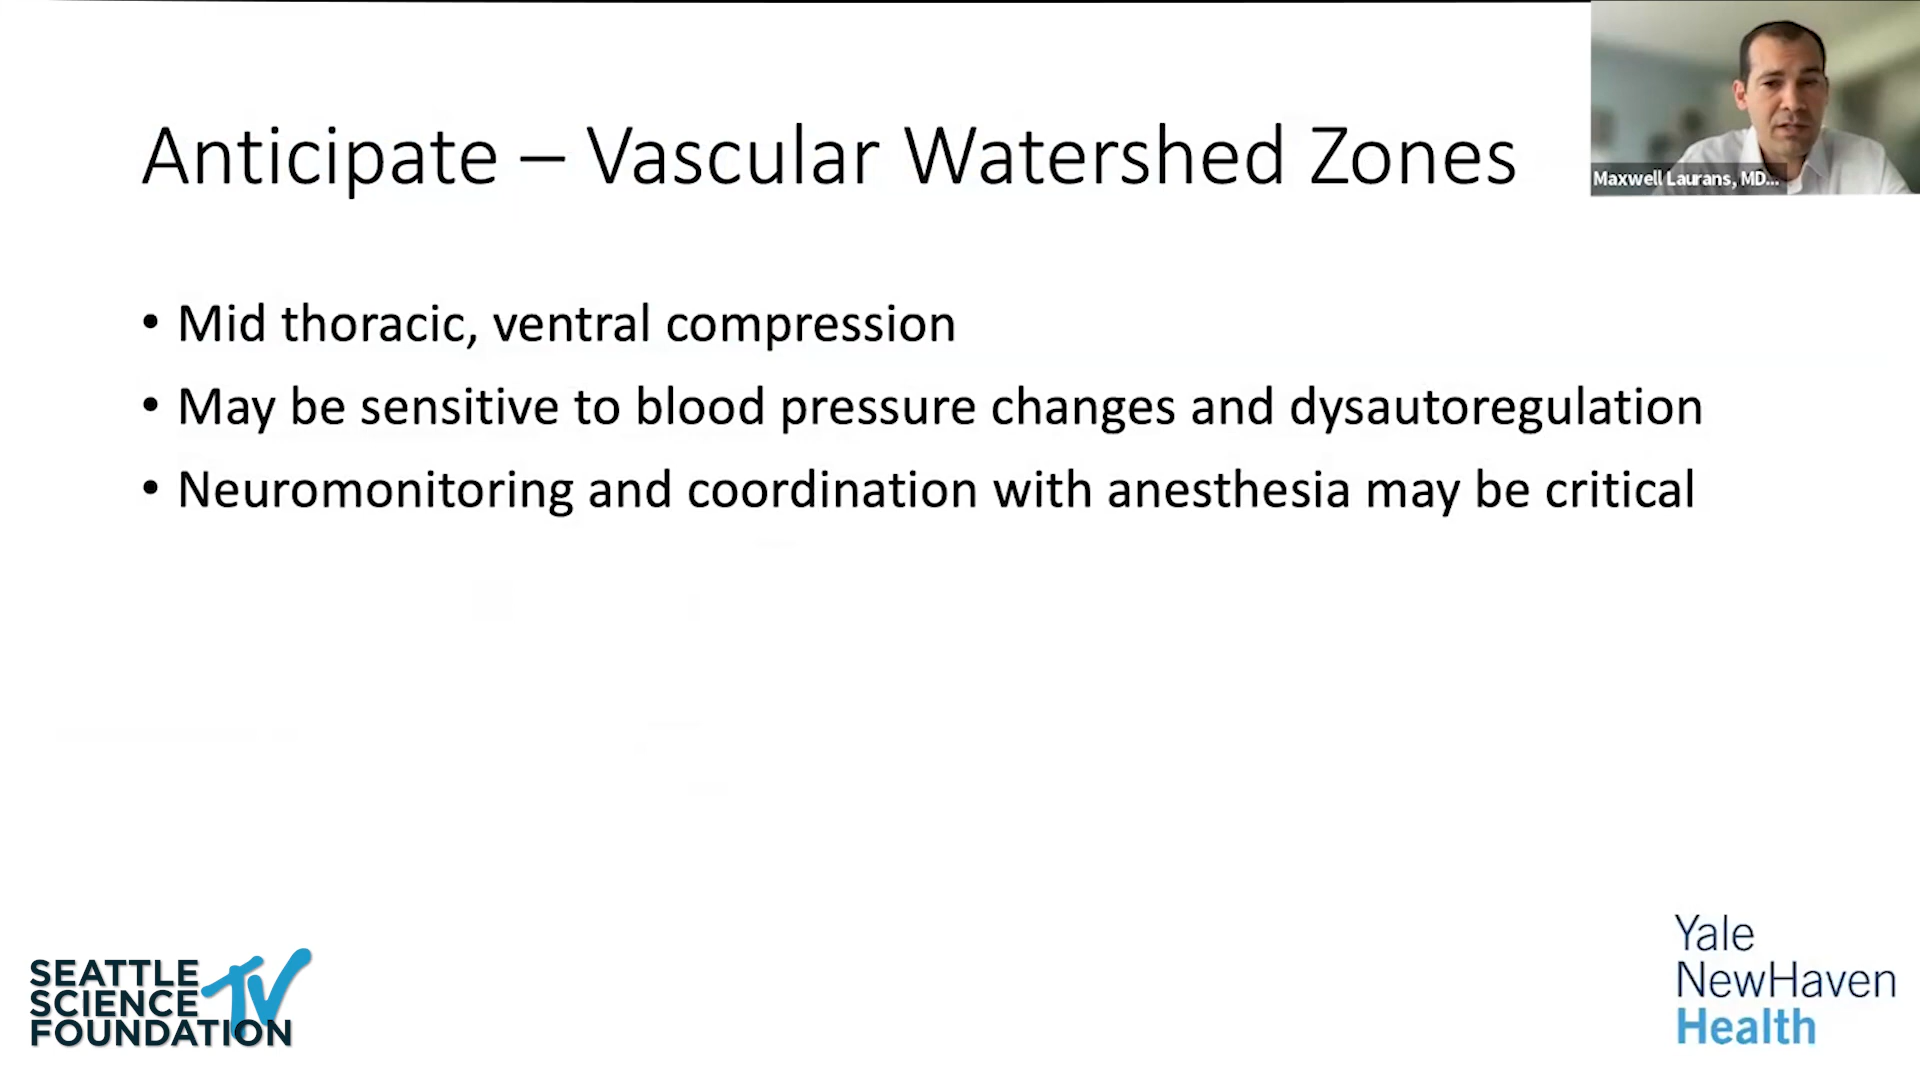 Anticipate – Vascular Watershed Zones
Maxwell Laurans, MD...
• Mid thoracic, ventral compression
• May be sensitive to blood pressure changes and dysautoregulation
• Neuromonitoring and coordination with anesthesia may be critical
SEATTLE
SCIENCE
FOUNDATION
TV
Yale
NewHaven
Health